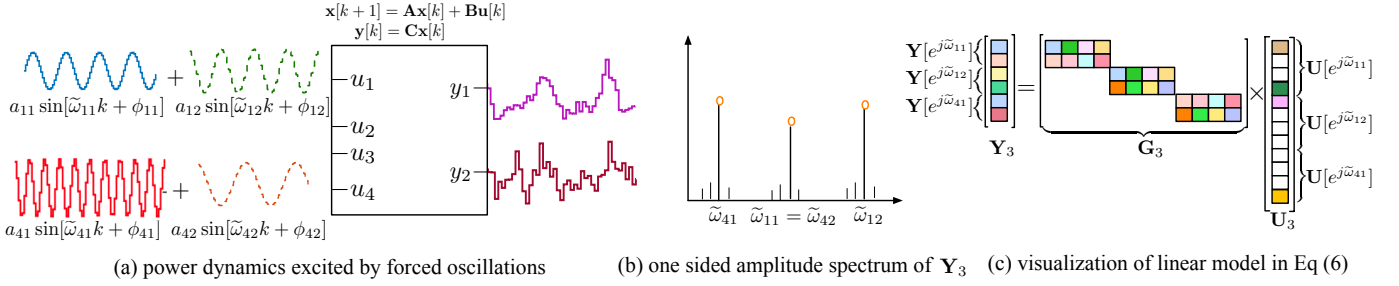 x[k + 1] = Ax[k] + Bu[k]
y[k] = Cx[k]
+
a₁₁ sin[ω̃₁₁k + ϕ₁₁]
a₁₂ sin[ω̃₁₂k + ϕ₁₂]
+
a₄₁ sin[ω̃₄₁k + ϕ₄₁]
a₄₂ sin[ω̃₄₂k + ϕ₄₂]
u₁
u₂
u₃
u₄
y₁
y₂
(a) power dynamics excited by forced oscillations
ω̃₄₁
ω̃₁₁ = ω̃₄₂
ω̃₁₂
(b) one sided amplitude spectrum of Y₃
Y[e^{jω̃₁₁}]
Y[e^{jω̃₁₂}]
Y[e^{jω̃₄₁}]
Y₃
=
G₃
×
U[e^{jω̃₁₁}]
U[e^{jω̃₁₂}]
U[e^{jω̃₄₁}]
U₃
(c) visualization of linear model in Eq (6)